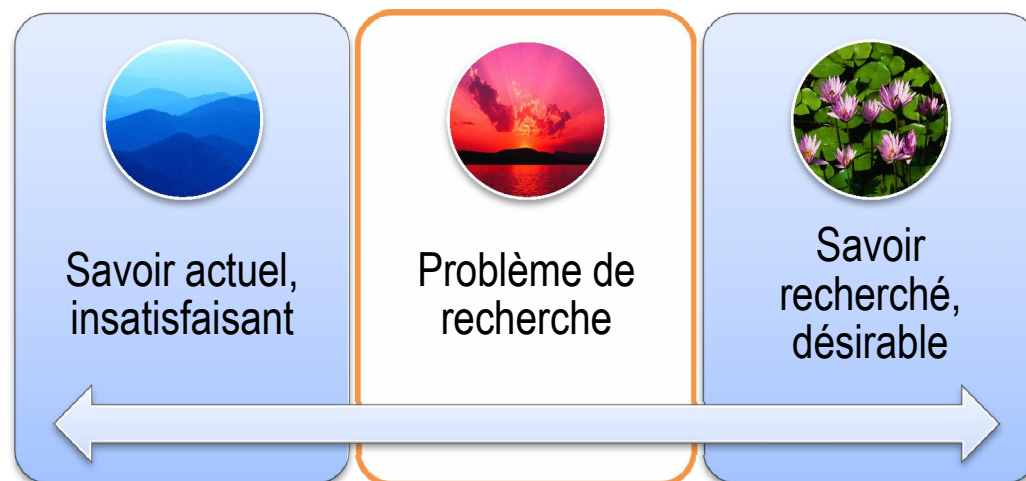 Savoir actuel,
insatisfaisant
Problème de
recherche
Savoir
recherché,
désirable